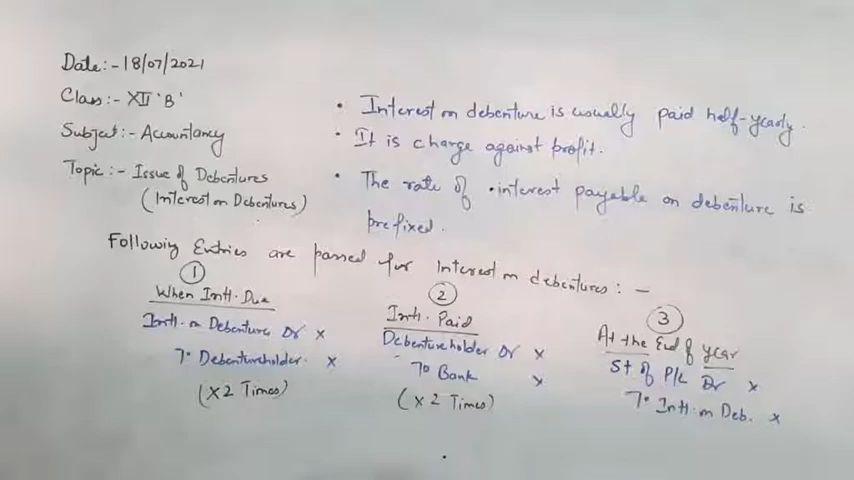 Date:- 18/07/2021
Class:- XII 'B'
Subject:- Accountancy
Topic:- Issue of Debentures
(Interest on Debentures)
• Interest on debenture is usually paid half-yearly.
• It is charge against profit.
• The rate of interest payable on debenture is
prefixed.
Following Entries are passed for Interest on debentures: -
1
When Intt. Due
Intt. on Debenture Dr x
To Debentureholder. x
(x2 Times)
2
Intt. Paid
Debentureholder Dr x
To Bank x
(x2 Times)
3
At the End of year
St of P/L Dr x
To Intt. on Deb. x